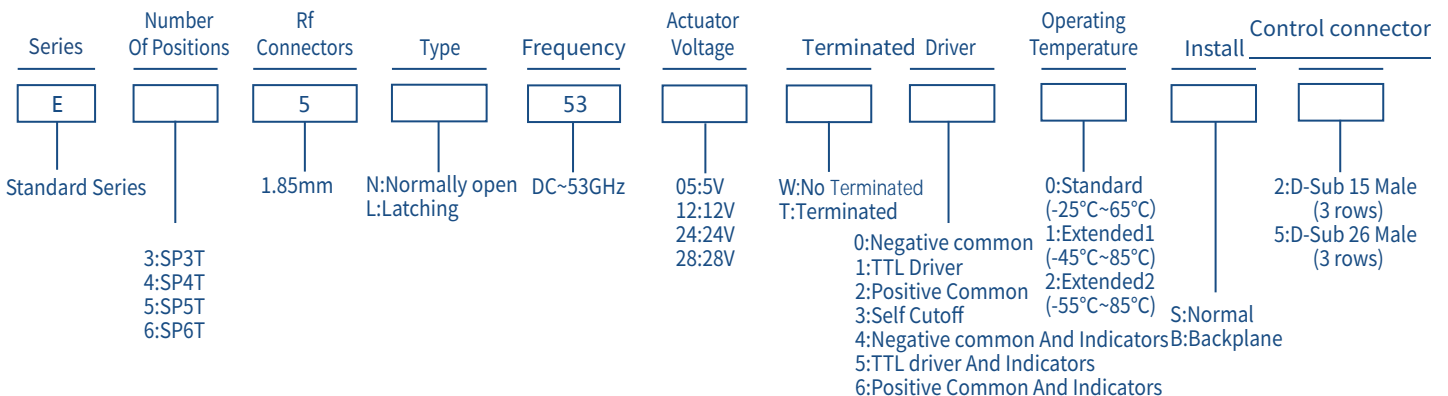 Series
Number
Of Positions
Rf
Connectors
Type
Frequency
Actuator
Voltage
Terminated
Driver
Operating
Temperature
Install
Control connector
E
5
53
Standard Series
3:SP3T
4:SP4T
5:SP5T
6:SP6T
1.85mm
N:Normally open
L:Latching
DC~53GHz
05:5V
12:12V
24:24V
28:28V
W:No Terminated
T:Terminated
0:Negative common
1:TTL Driver
2:Positive Common
3:Self Cutoff
4:Negative common And Indicators
5:TTL driver And Indicators
6:Positive Common And Indicators
0:Standard
(-25°C~65°C)
1:Extended1
(-45°C~85°C)
2:Extended2
(-55°C~85°C)
S:Normal
B:Backplane
2:D-Sub 15 Male
(3 rows)
5:D-Sub 26 Male
(3 rows)